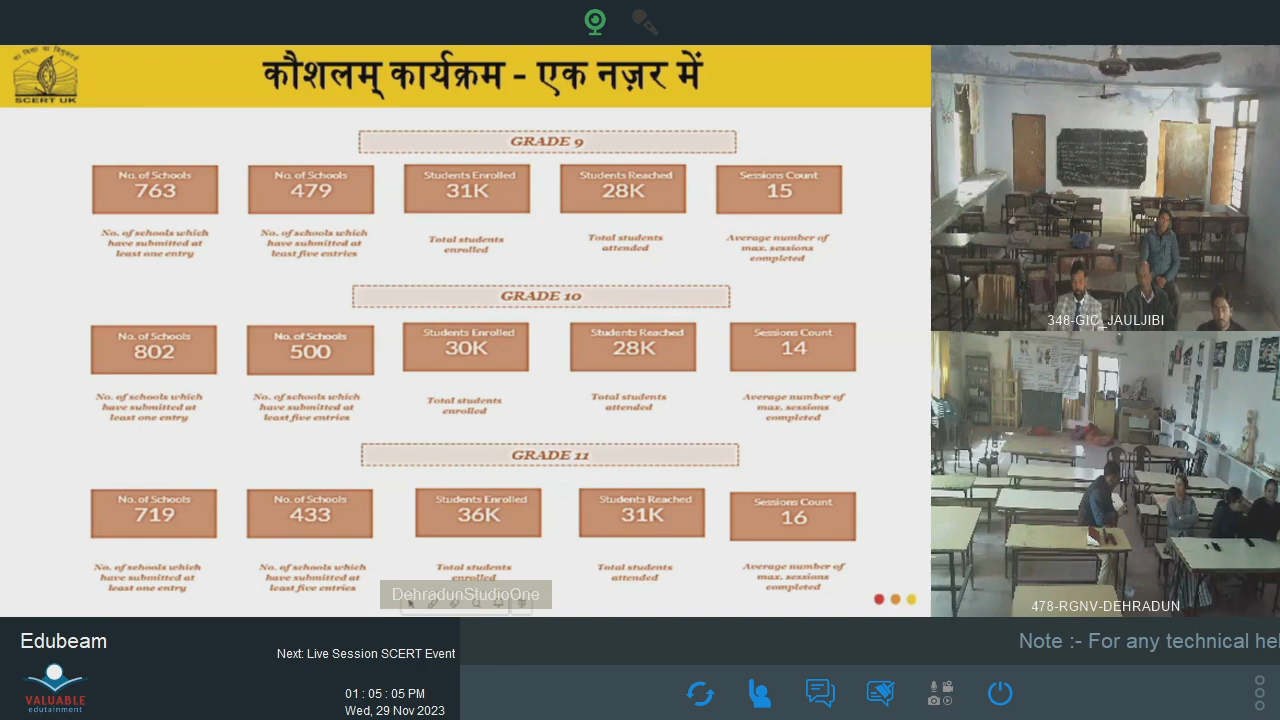 कौशलम् कार्यक्रम - एक नज़र में
SCERT UK
GRADE 9
No. of Schools
763
No. of Schools
479
Students Enrolled
31K
Students Reached
28K
Sessions Count
15
No. of schools which
have submitted at
least one entry
No. of schools which
have submitted at
least five entries
Total students
enrolled
Total students
attended
Average number of
max. sessions
completed
GRADE 10
No. of Schools
802
No. of Schools
500
Students Enrolled
30K
Students Reached
28K
Sessions Count
14
No. of schools which
have submitted at
least one entry
No. of schools which
have submitted at
least five entries
Total students
enrolled
Total students
attended
Average number of
max. sessions
completed
GRADE 11
No. of Schools
719
No. of Schools
433
Students Enrolled
36K
Students Reached
31K
Sessions Count
16
No. of schools which
have submitted at
least one entry
No. of schools which
have submitted at
least five entries
Total students
enrolled
Total students
attended
Average number of
max. sessions
completed
DehradunStudioOne
348-GIC_JAULJIBI
478-RGNV-DEHRADUN
Edubeam
VALUABLE
edutainment
Next: Live Session SCERT Event
01 : 05 : 05 PM
Wed, 29 Nov 2023
Note :- For any technical hel